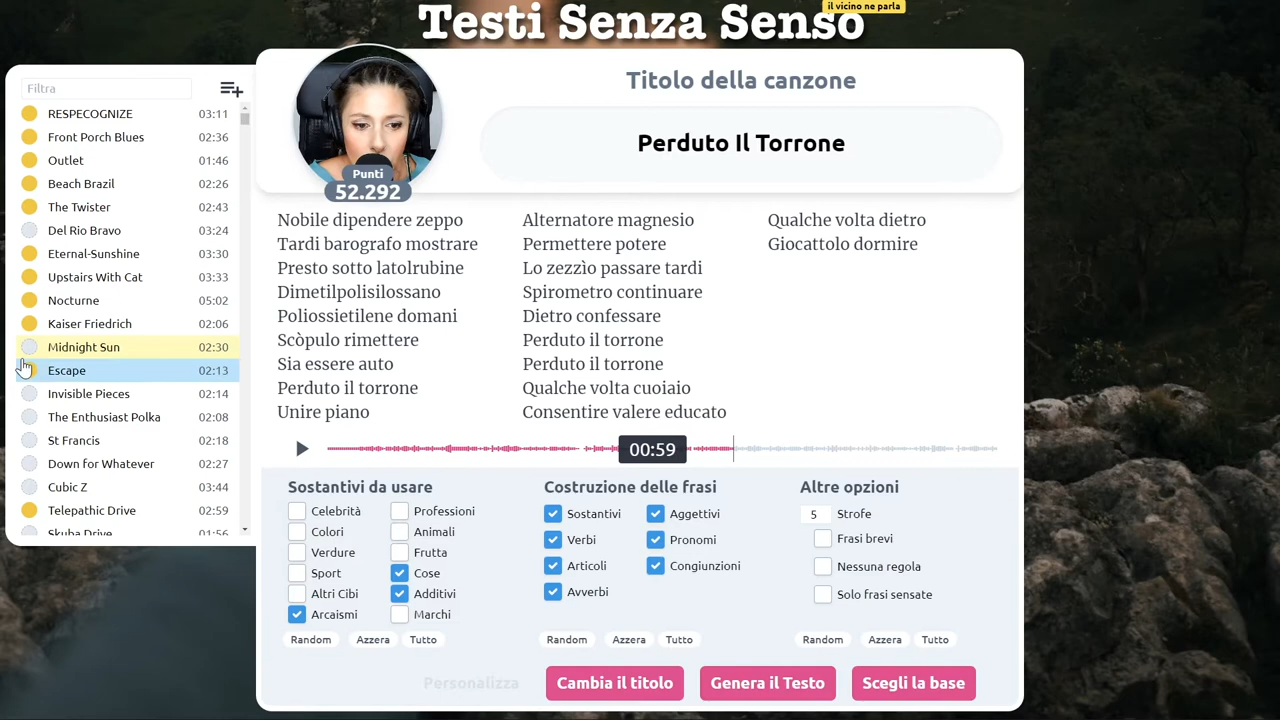 il vicino ne parla
Testi Senza Senso
Filtra
RESPECOGNIZE 03:11
Front Porch Blues 02:36
Outlet 01:46
Beach Brazil 02:26
The Twister 02:43
Del Rio Bravo 03:24
Eternal-Sunshine 03:30
Upstairs With Cat 03:33
Nocturne 05:02
Kaiser Friedrich 02:06
Midnight Sun 02:30
Escape 02:13
Invisible Pieces 02:14
The Enthusiast Polka 02:08
St Francis 02:18
Down for Whatever 02:27
Cubic Z 03:44
Telepathic Drive 02:59
Skuba Drive 01:56
Titolo della canzone
Perduto Il Torrone
Punti
52.292
Nobile dipendere zeppo
Tardi barografo mostrare
Presto sotto latolrubine
Dimetilpolisilossano
Poliossietilene domani
Scòpulo rimettere
Sia essere auto
Perduto il torrone
Unire piano
Alternatore magnesio
Permettere potere
Lo zezzìo passare tardi
Spirometro continuare
Dietro confessare
Perduto il torrone
Perduto il torrone
Qualche volta cuoiaio
Consentire valere educato
Qualche volta dietro
Giocattolo dormire
00:59
Sostantivi da usare
Celebrità Professioni
Colori Animali
Verdure Frutta
Sport Cose
Altri Cibi Additivi
Arcaismi Marchi
Random Azzera Tutto
Costruzione delle frasi
Sostantivi Aggettivi
Verbi Pronomi
Articoli Congiunzioni
Avverbi
Random Azzera Tutto
Altre opzioni
5 Strofe
Frasi brevi
Nessuna regola
Solo frasi sensate
Random Azzera Tutto
Personalizza
Cambia il titolo
Genera il Testo
Scegli la base